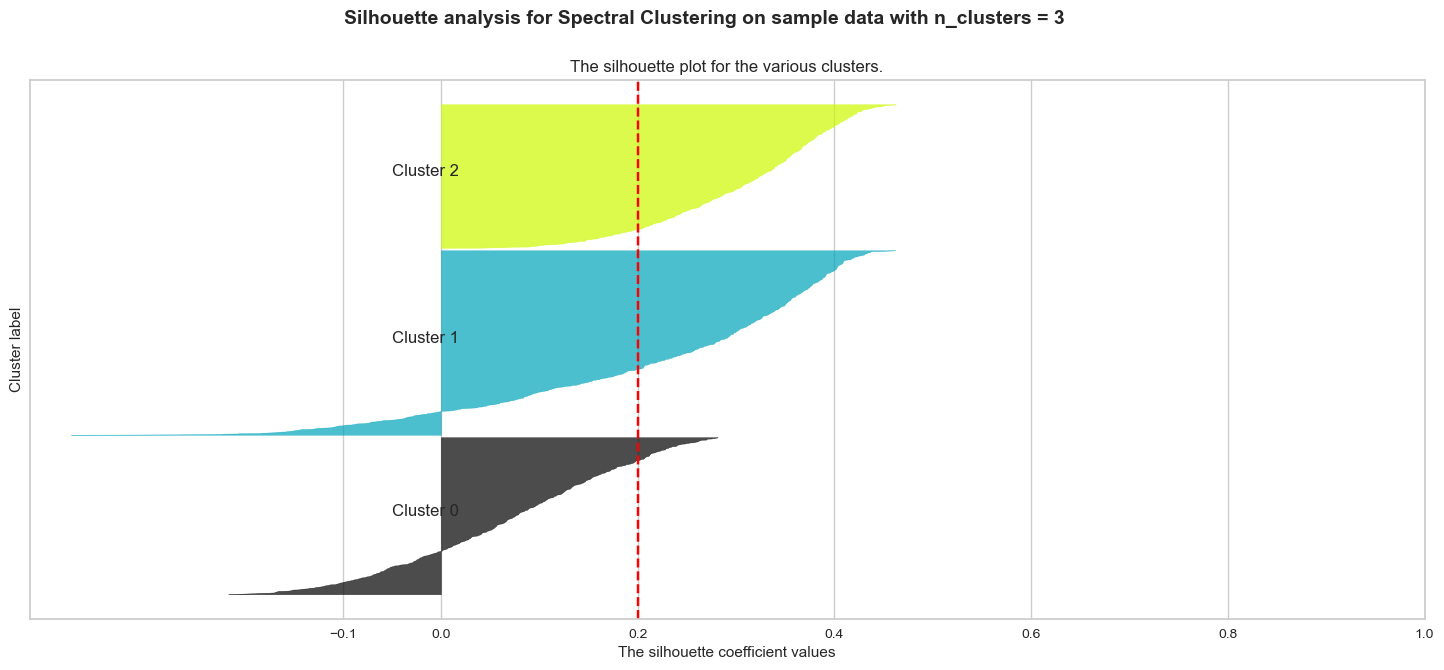 Silhouette analysis for Spectral Clustering on sample data with n_clusters = 3
The silhouette plot for the various clusters.
Cluster 2
Cluster 1
Cluster 0
Cluster label
−0.1 0.0 0.2 0.4 0.6 0.8 1.0
The silhouette coefficient values